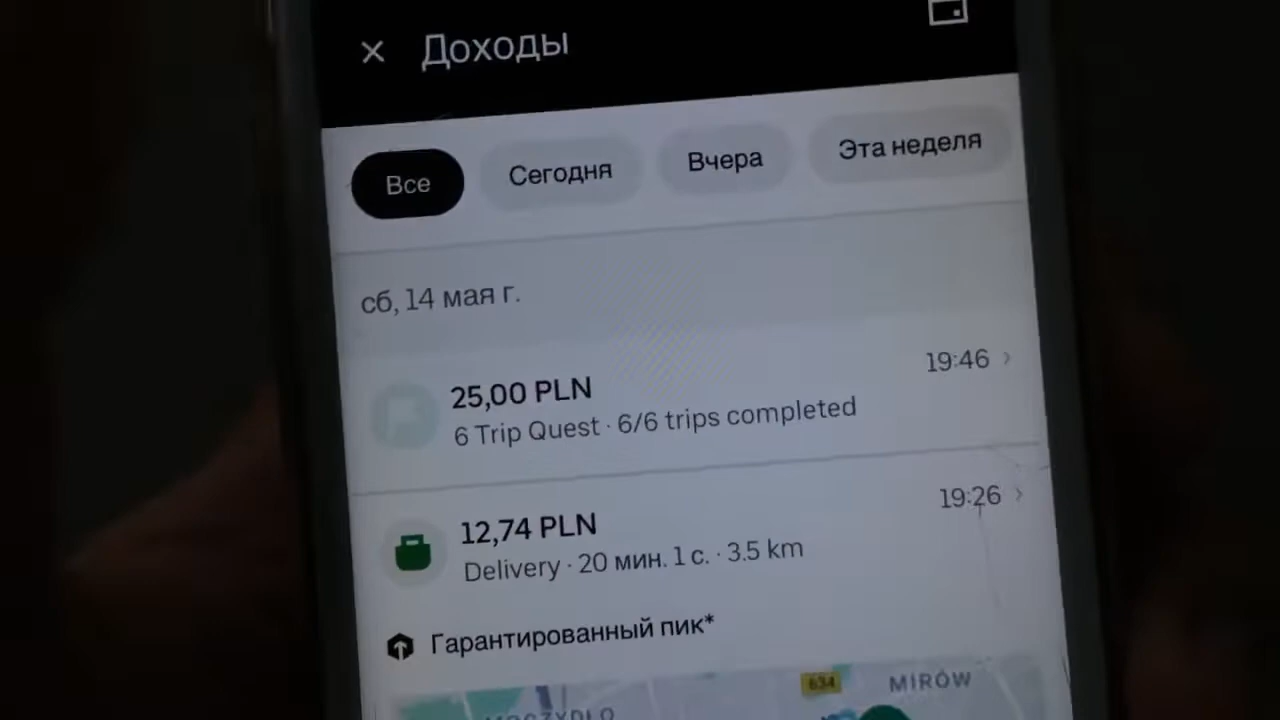 × Доходы
Все Сегодня Вчера Эта неделя
сб, 14 мая г.
25,00 PLN 19:46
6 Trip Quest · 6/6 trips completed
12,74 PLN 19:26
Delivery · 20 мин. 1 с. · 3.5 km
Гарантированный пик*
634 MIRÓW